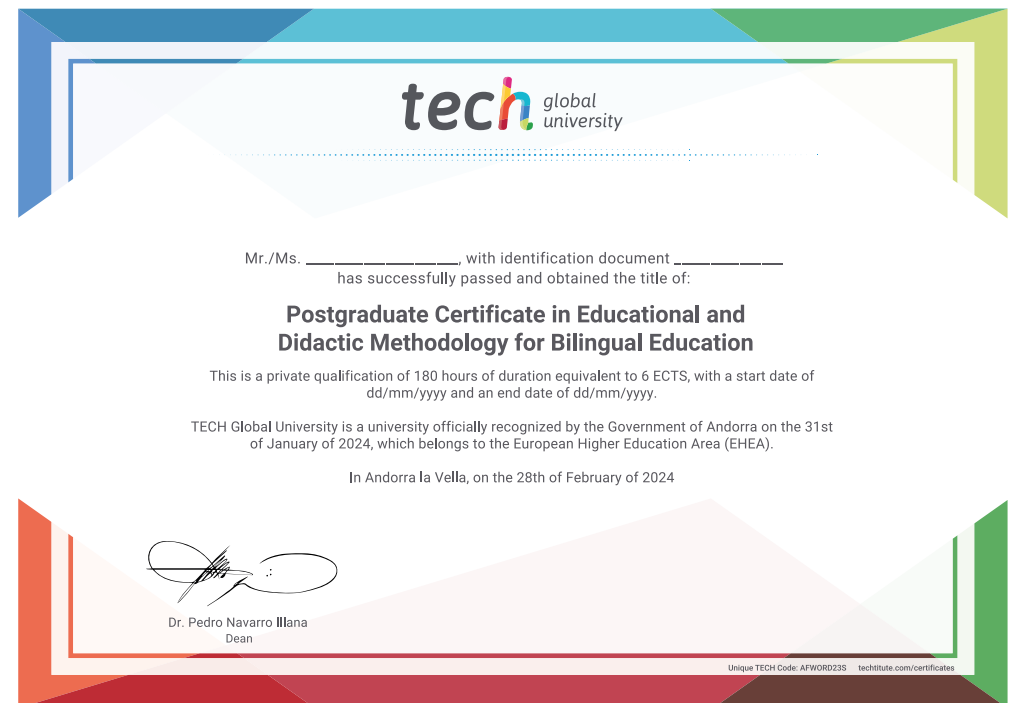 tech global
university
Mr./Ms. ____________________, with identification document ______________
has successfully passed and obtained the title of:
Postgraduate Certificate in Educational and
Didactic Methodology for Bilingual Education
This is a private qualification of 180 hours of duration equivalent to 6 ECTS, with a start date of
dd/mm/yyyy and an end date of dd/mm/yyyy.
TECH Global University is a university officially recognized by the Government of Andorra on the 31st
of January of 2024, which belongs to the European Higher Education Area (EHEA).
In Andorra la Vella, on the 28th of February of 2024
Dr. Pedro Navarro Illana
Dean
Unique TECH Code: AFWORD23S techtitute.com/certificates